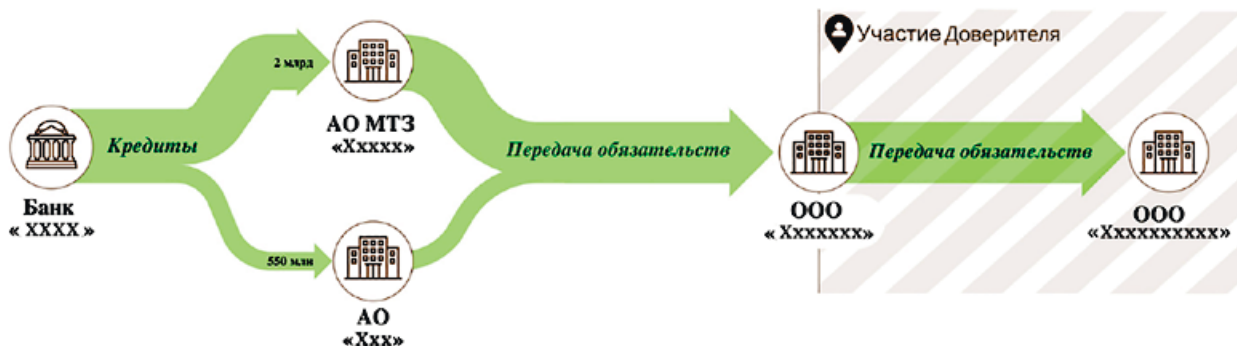 Участие Доверителя
2 млрд
АО МТЗ
«Ххххх»
Кредиты
Передача обязательств
Передача обязательств
Банк
« ХХХХ »
ООО
« Ххххххх»
ООО
«Хххххххххх»
550 млн
АО
«Ххх»